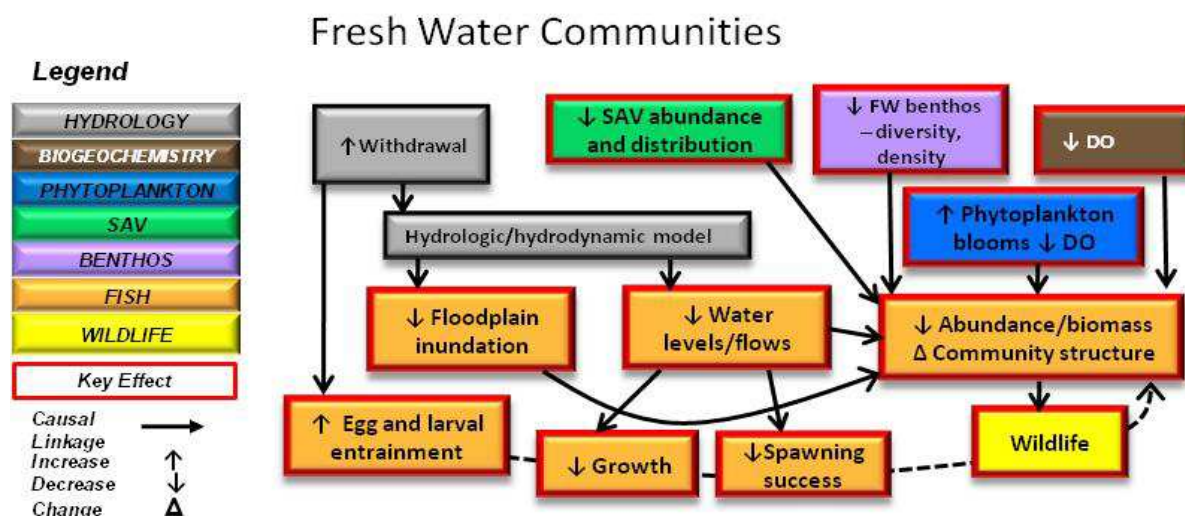 Fresh Water Communities
Legend
HYDROLOGY
BIOGEOCHEMISTRY
PHYTOPLANKTON
SAV
BENTHOS
FISH
WILDLIFE
Key Effect
Causal
Linkage
Increase ↑
Decrease ↓
Change Δ
↑Withdrawal
↓ SAV abundance
and distribution
↓ FW benthos
–diversity,
density
↓ DO
Hydrologic/hydrodynamic model
↑ Phytoplankton
blooms ↓ DO
↓ Floodplain
inundation
↓ Water
levels/flows
↓ Abundance/biomass
Δ Community structure
↑ Egg and larval
entrainment
↓ Growth
↓Spawning
success
Wildlife